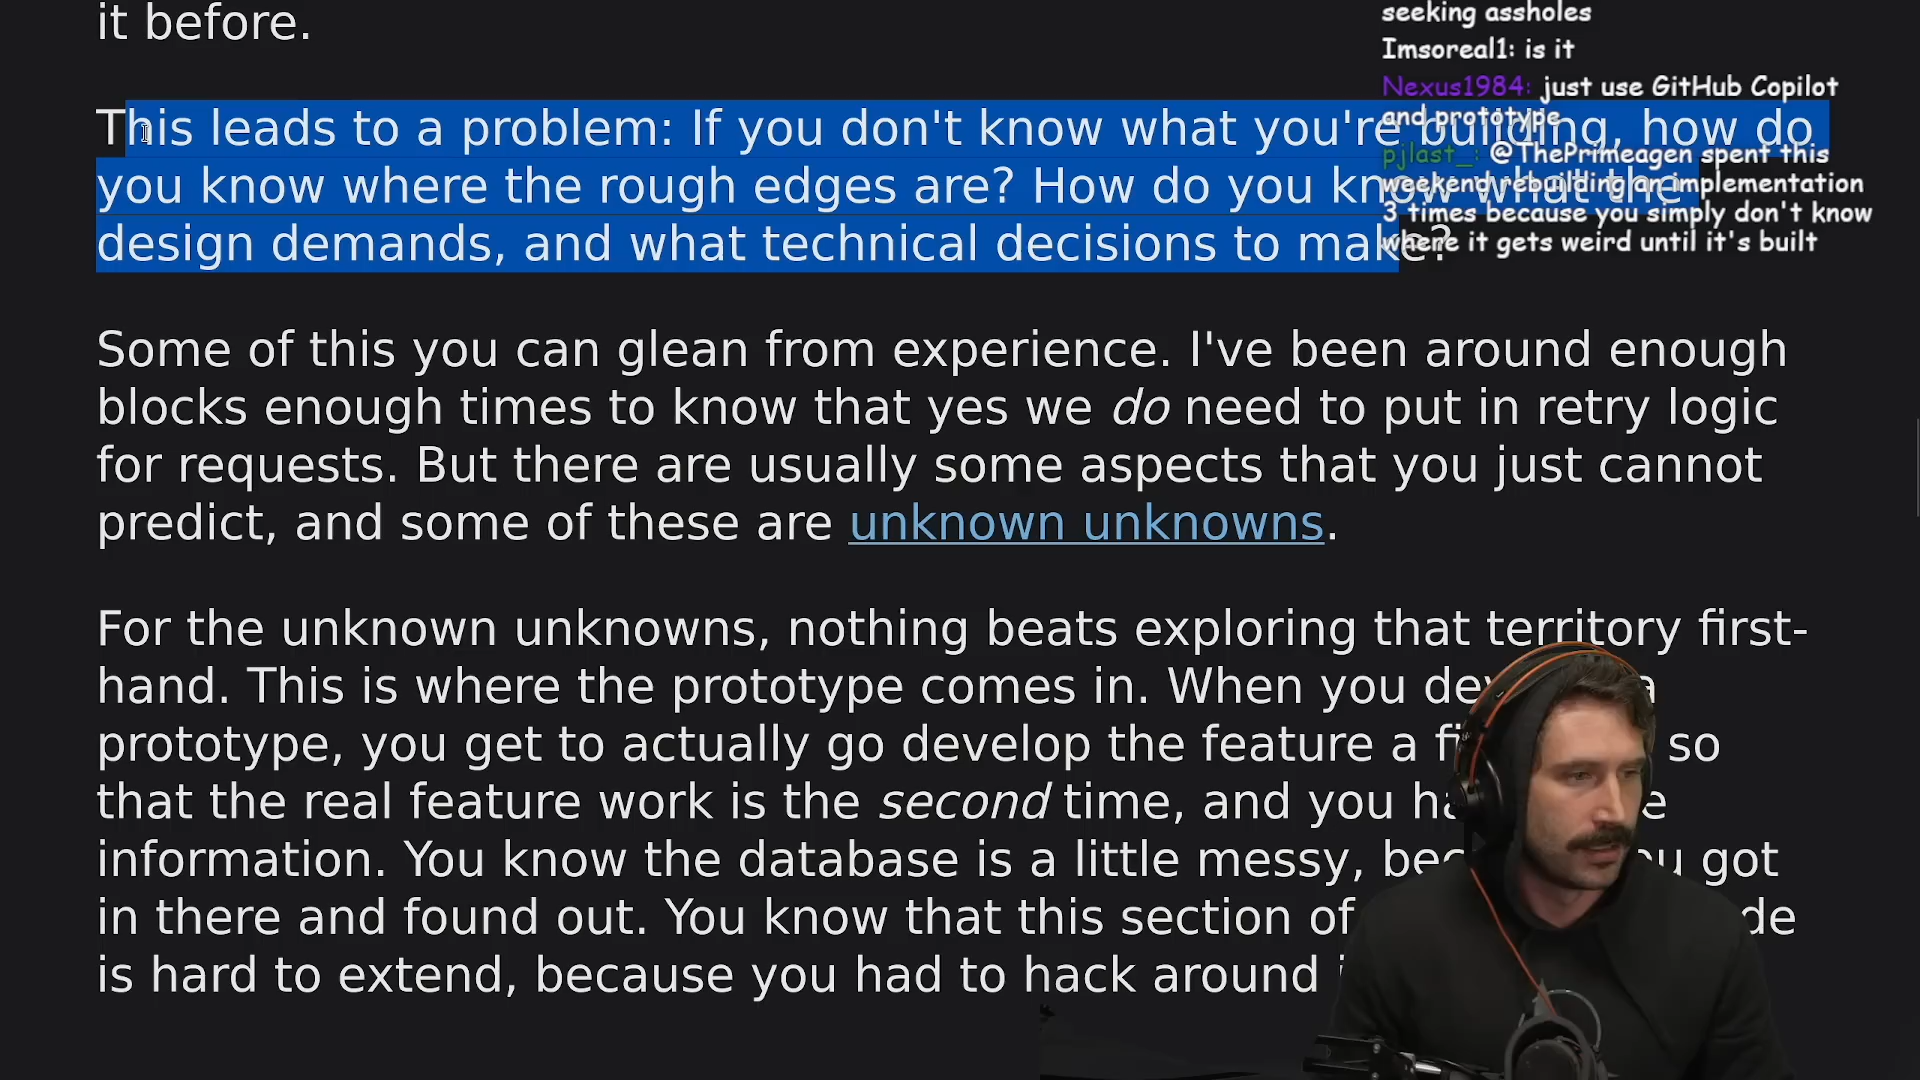 it before.
This leads to a problem: If you don't know what you're building, how do
you know where the rough edges are? How do you know what the
design demands, and what technical decisions to make?
Some of this you can glean from experience. I've been around enough
blocks enough times to know that yes we do need to put in retry logic
for requests. But there are usually some aspects that you just cannot
predict, and some of these are unknown unknowns.
For the unknown unknowns, nothing beats exploring that territory first-
hand. This is where the prototype comes in. When you
prototype, you get to actually go develop the feature a so
that the real feature work is the second time, and you
information. You know the database is a little messy, got
in there and found out. You know that this section of
is hard to extend, because you had to hack around
seeking assholes
Imsoreal1: is it
Nexus1984: just use GitHub Copilot
and prototype
pjlast_: @ThePrimeagen spent this
weekend rebuilding an implementation
3 times because you simply don't know
where it gets weird until it's built